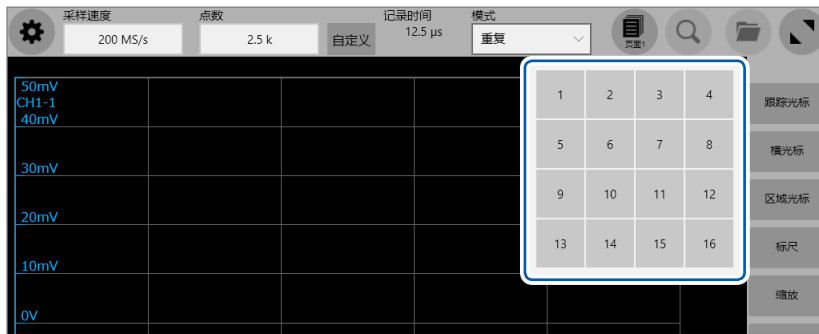 采样速度 点数 记录时间 模式
200 MS/s 2.5 k 自定义 12.5 µs 重复 页面1
50mV
CH1-1
40mV
30mV
20mV
10mV
0V
1 2 3 4
5 6 7 8
9 10 11 12
13 14 15 16
跟踪光标
横光标
区域光标
标尺
缩放